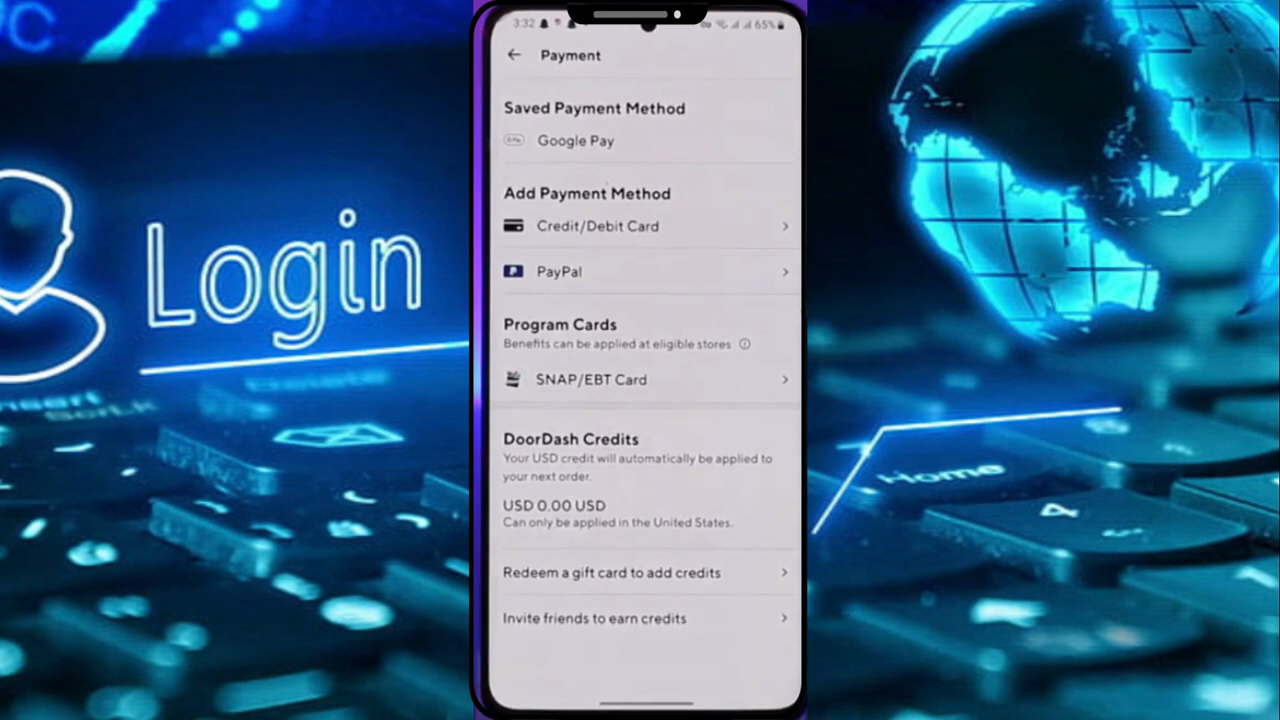 3:32
65%
Payment
Saved Payment Method
Google Pay
Add Payment Method
Credit/Debit Card
PayPal
Program Cards
Benefits can be applied at eligible stores
SNAP/EBT Card
DoorDash Credits
Your USD credit will automatically be applied to
your next order.
USD 0.00 USD
Can only be applied in the United States.
Redeem a gift card to add credits
Invite friends to earn credits
Login
Home
4